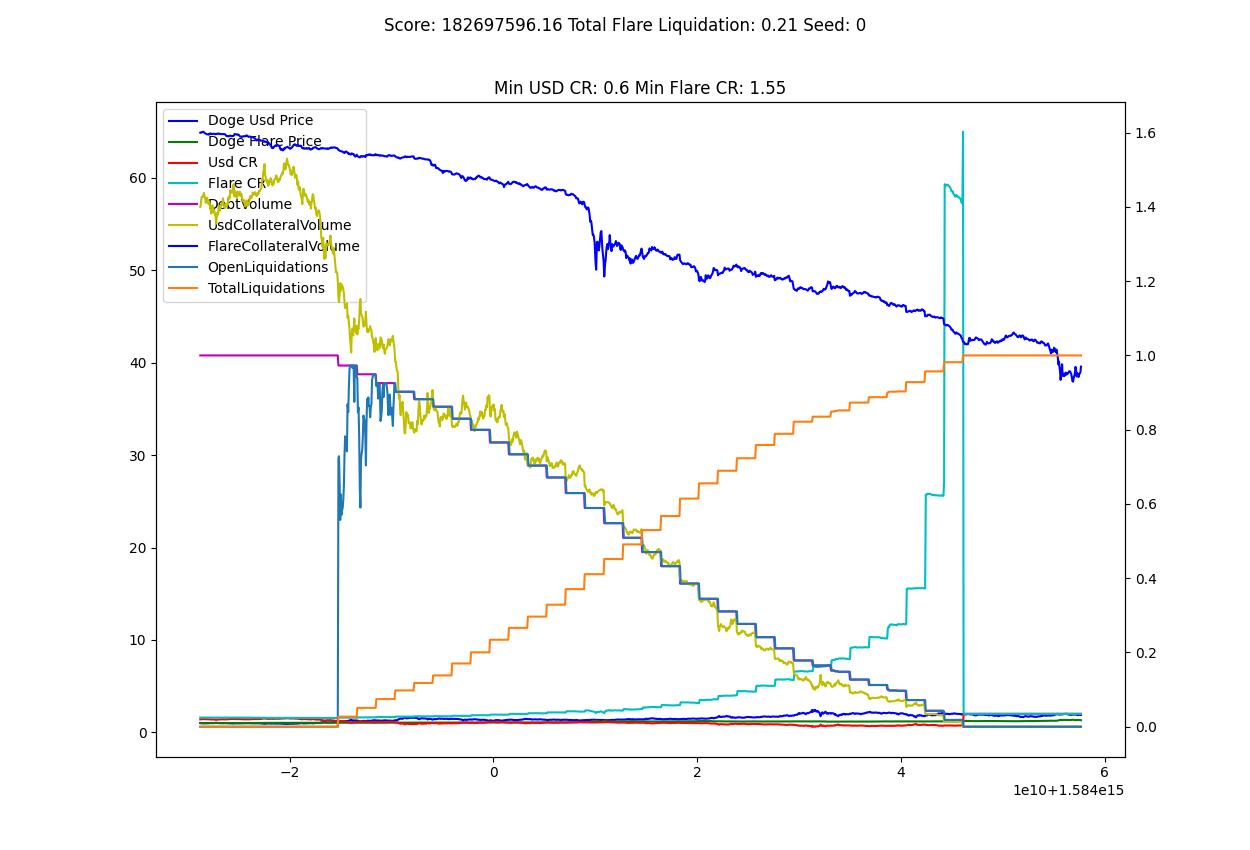 Score: 182697596.16 Total Flare Liquidation: 0.21 Seed: 0
Min USD CR: 0.6 Min Flare CR: 1.55
Doge Usd Price
Doge Flare Price
Usd CR
Flare CR
DebtVolume
UsdCollateralVolume
FlareCollateralVolume
OpenLiquidations
TotalLiquidations
60
50
40
30
20
10
0
1.6
1.4
1.2
1.0
0.8
0.6
0.4
0.2
0.0
−2
0
2
4
6
1e10+1.584e15